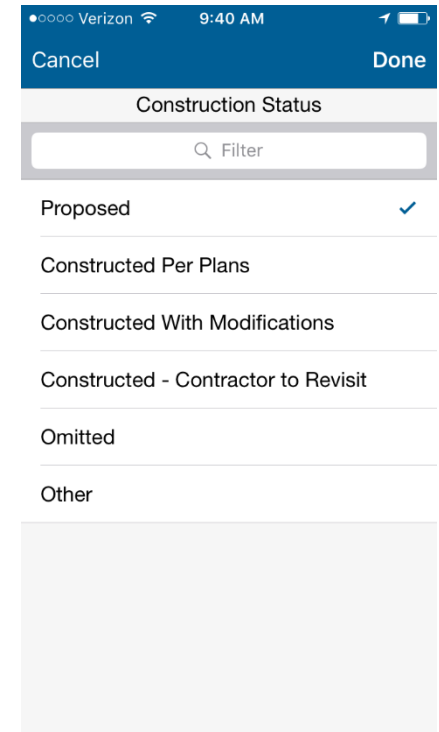 Verizon 9:40 AM
Cancel Done
Construction Status
Filter
Proposed
Constructed Per Plans
Constructed With Modifications
Constructed - Contractor to Revisit
Omitted
Other